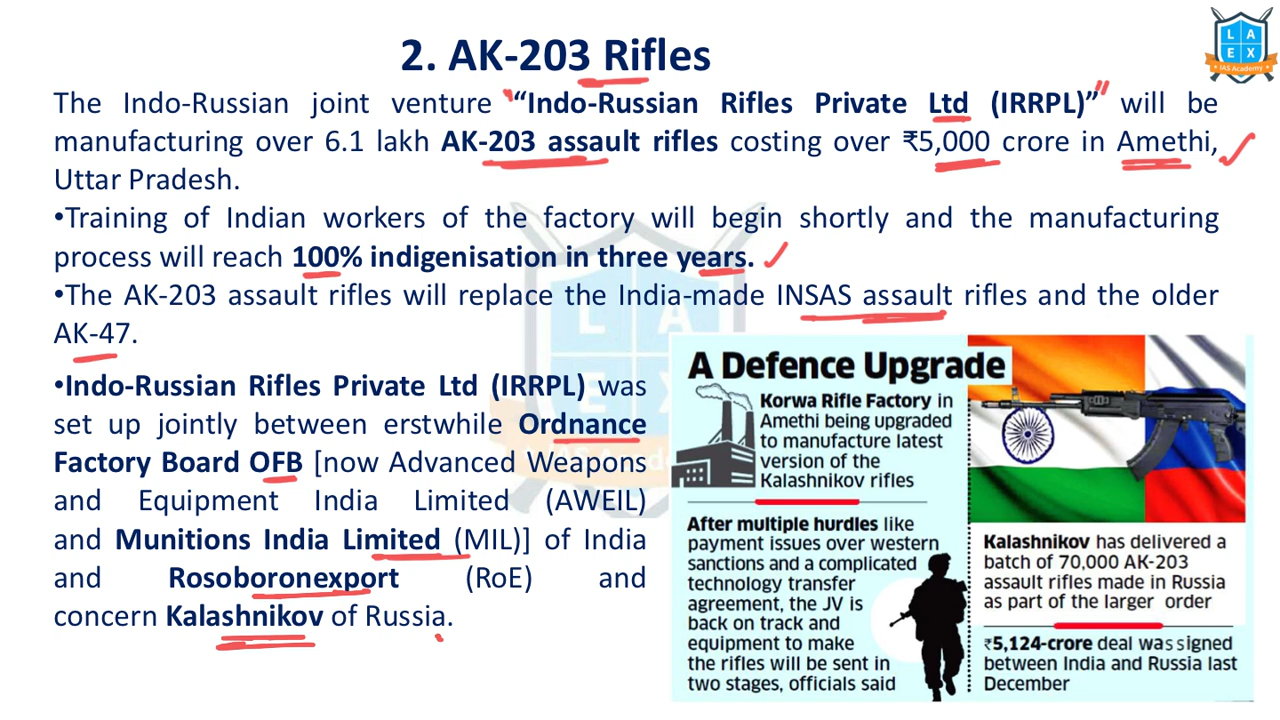 2. AK-203 Rifles
L A
E X
IAS Academy
The Indo-Russian joint venture “Indo-Russian Rifles Private Ltd (IRRPL)” will be
manufacturing over 6.1 lakh AK-203 assault rifles costing over ₹5,000 crore in Amethi,
Uttar Pradesh.
•Training of Indian workers of the factory will begin shortly and the manufacturing
process will reach 100% indigenisation in three years.
•The AK-203 assault rifles will replace the India-made INSAS assault rifles and the older
AK-47.
•Indo-Russian Rifles Private Ltd (IRRPL) was
set up jointly between erstwhile Ordnance
Factory Board OFB [now Advanced Weapons
and Equipment India Limited (AWEIL)
and Munitions India Limited (MIL)] of India
and Rosoboronexport (RoE) and
concern Kalashnikov of Russia.
L A
E X
IAS Academy
A Defence Upgrade
Korwa Rifle Factory in
Amethi being upgraded
to manufacture latest
version of the
Kalashnikov rifles
After multiple hurdles like
payment issues over western
sanctions and a complicated
technology transfer
agreement, the JV is
back on track and
equipment to make
the rifles will be sent in
two stages, officials said
Kalashnikov has delivered a
batch of 70,000 AK-203
assault rifles made in Russia
as part of the larger order
₹5,124-crore deal was signed
between India and Russia last
December